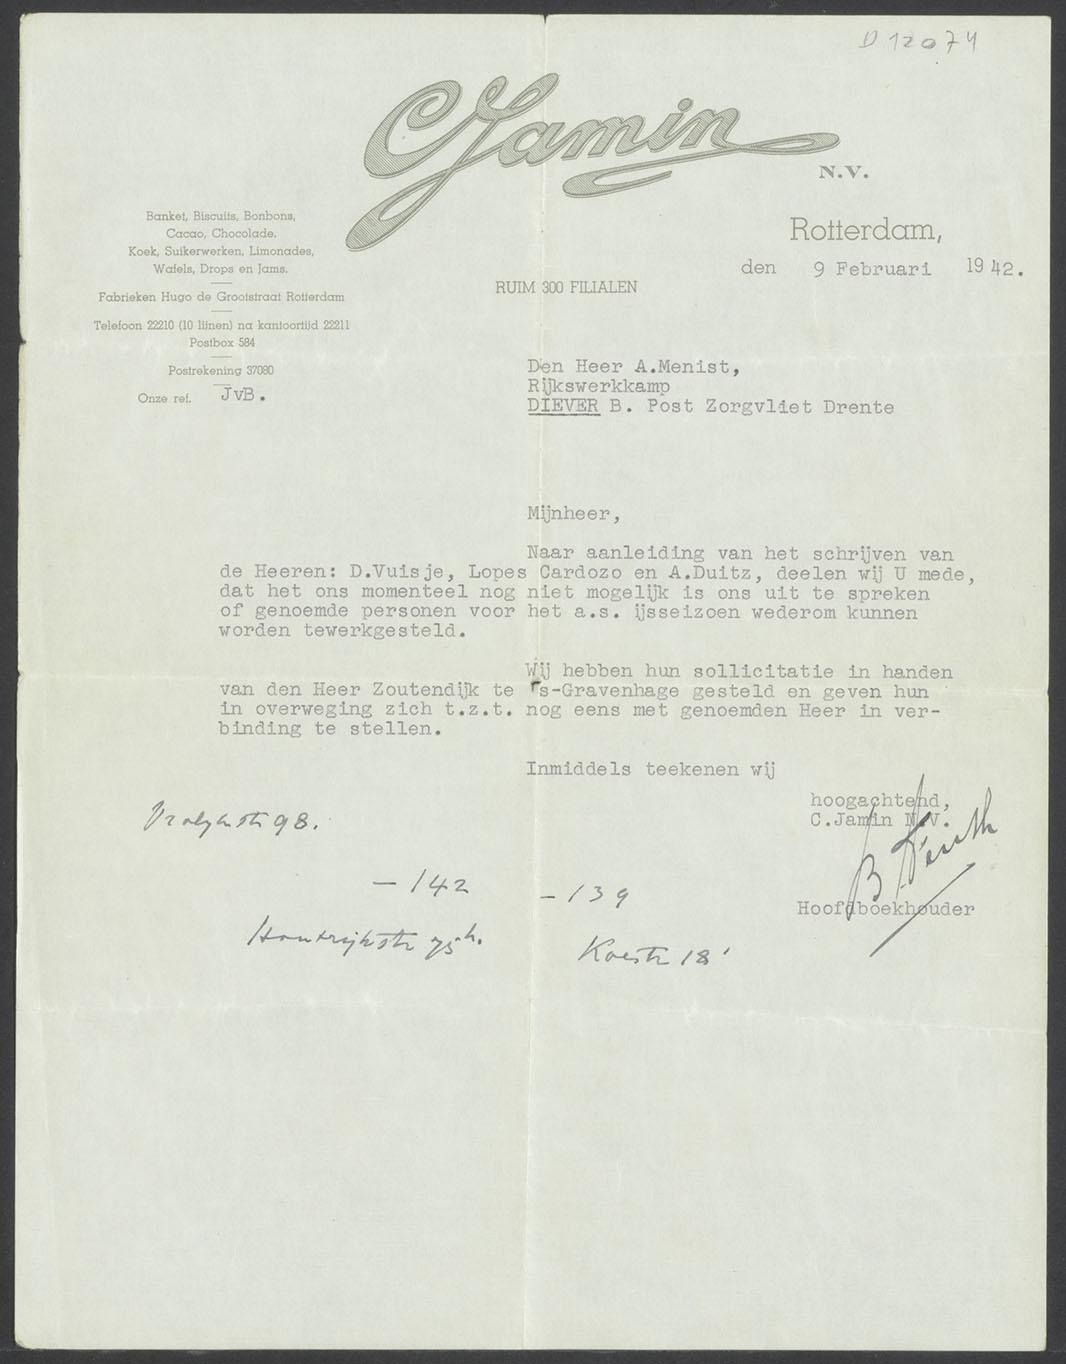 D 12074
C Jamin
N.V.
Banket, Biscuits, Bonbons,
Cacao, Chocolade.
Koek, Suikerwerken, Limonades,
Wafels, Drops en Jams.
Fabrieken Hugo de Grootstraat Rotterdam
Telefoon 22210 (10 lijnen) na kantoortijd 22211
Postbox 584
Postrekening 37080
Onze ref. JvB.
Rotterdam,
den 9 Februari 1942.
RUIM 300 FILIALEN
Den Heer A.Menist,
Rijkswerkkamp
DIEVER B. Post Zorgvliet Drente
Mijnheer,
Naar aanleiding van het schrijven van
de Heeren: D.Vuisje, Lopes Cardozo en A.Duitz, deelen wij U mede,
dat het ons momenteel nog niet mogelijk is ons uit te spreken
of genoemde personen voor het a.s. ijsseizoen wederom kunnen
worden tewerkgesteld.
Wij hebben hun sollicitatie in handen
van den Heer Zoutendijk te 's-Gravenhage gesteld en geven hun
in overweging zich t.z.t. nog eens met genoemden Heer in ver-
binding te stellen.
Inmiddels teekenen wij
hoogachtend,
C.Jamin N.V.
Hoofdboekhouder
98.
- 142
- 139